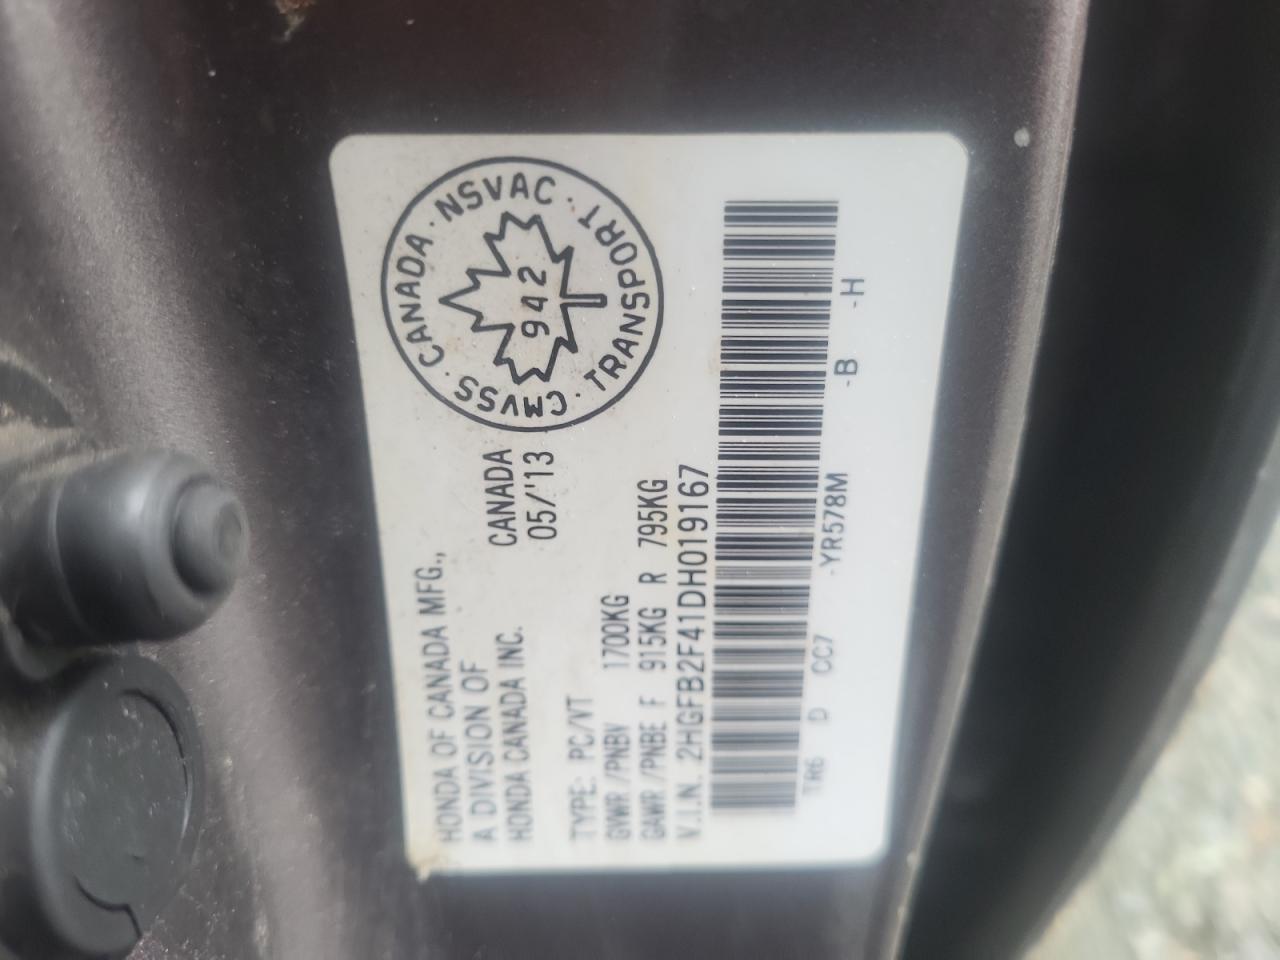 HONDA OF CANADA MFG.,
A DIVISION OF
HONDA CANADA INC.
CANADA
05/'13
CMVSS · CANADA · NSVAC · TRANSPORT ·
942
TYPE: PC/VT
GVWR/PNBV 1700KG
GAWR/PNBE F 915KG R 795KG
V.I.N. 2HGFB2F41DH019167
TR6 D CC7 -YR578M -B -H